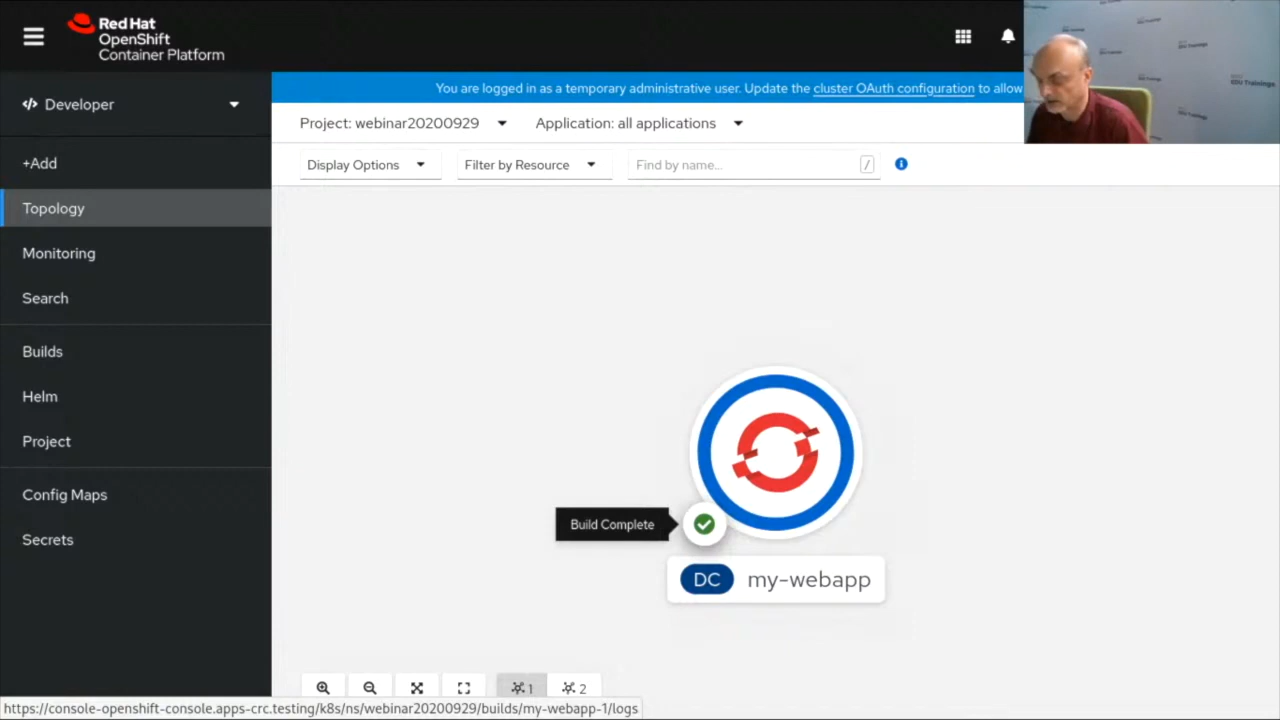 Red Hat
OpenShift
Container Platform
You are logged in as a temporary administrative user. Update the cluster OAuth configuration to allow
</> Developer
Project: webinar20200929
Application: all applications
+Add
Display Options
Filter by Resource
Find by name...
/
Topology
Monitoring
Search
Builds
Helm
Project
Config Maps
Secrets
Build Complete
DC my-webapp
1
2
https://console-openshift-console.apps-crc.testing/k8s/ns/webinar20200929/builds/my-webapp-1/logs
EDU Trainings